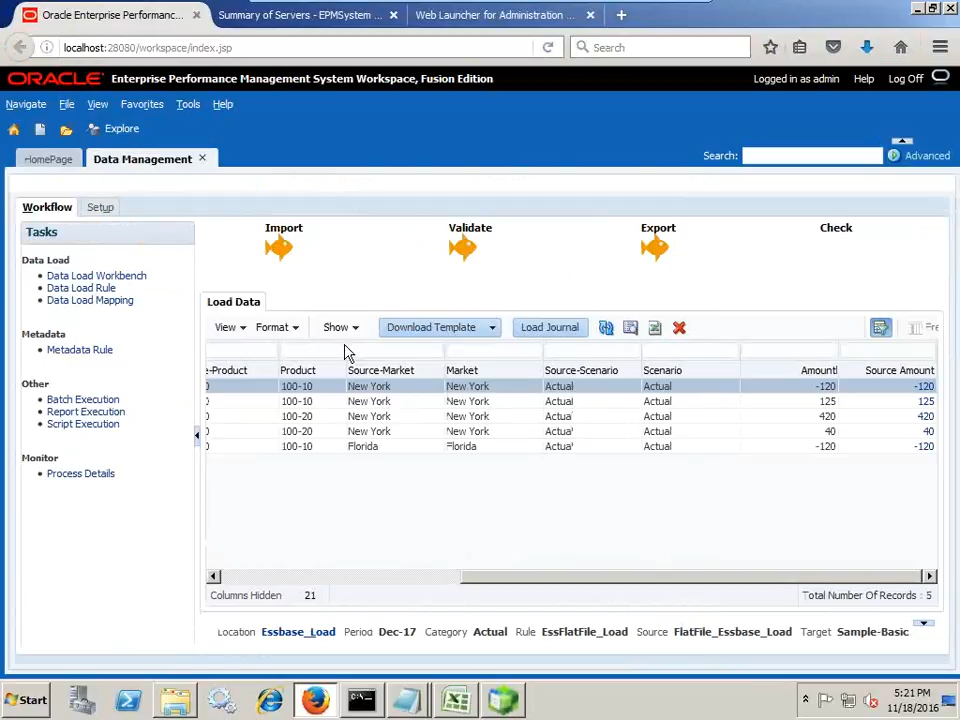 Oracle Enterprise Performanc... × Summary of Servers - EPMSystem ... × Web Launcher for Administration ... × +
localhost:28080/workspace/index.jsp Search
ORACLE Enterprise Performance Management System Workspace, Fusion Edition Logged in as admin Help Log Off
Navigate File View Favorites Tools Help
Explore
HomePage Data Management × Search: Advanced
Workflow Setup
Tasks
Import Validate Export Check
Data Load
Data Load Workbench
Data Load Rule
Data Load Mapping
Metadata
Metadata Rule
Other
Batch Execution
Report Execution
Script Execution
Monitor
Process Details
Load Data
View Format Show Download Template Load Journal Fre
e-Product Product Source-Market Market Source-Scenario Scenario Amount Source Amount
0 100-10 New York New York Actual Actual -120 -120
0 100-10 New York New York Actual Actual 125 125
0 100-20 New York New York Actual Actual 420 420
0 100-20 New York New York Actual Actual 40 40
0 100-10 Florida Florida Actual Actual -120 -120
Columns Hidden 21 Total Number Of Records : 5
Location Essbase_Load Period Dec-17 Category Actual Rule EssFlatFile_Load Source FlatFile_Essbase_Load Target Sample-Basic
Start 5:21 PM
11/18/2016